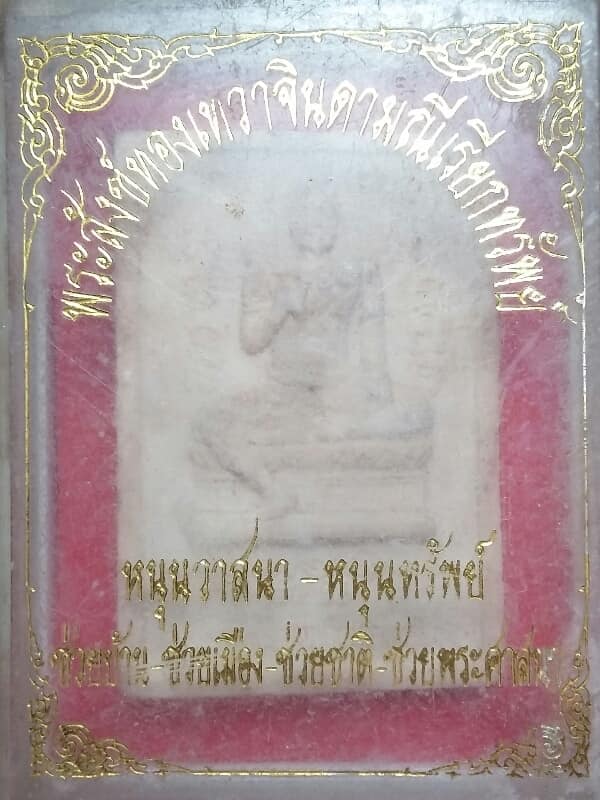 พระสังข์ทองเทวาจินดามณีเรียกทรัพย์
หนุนวาสนา - หนุนทรัพย์
ช่วยบ้าน-ช่วยเมือง-ช่วยชาติ-ช่วยพระศาสนา